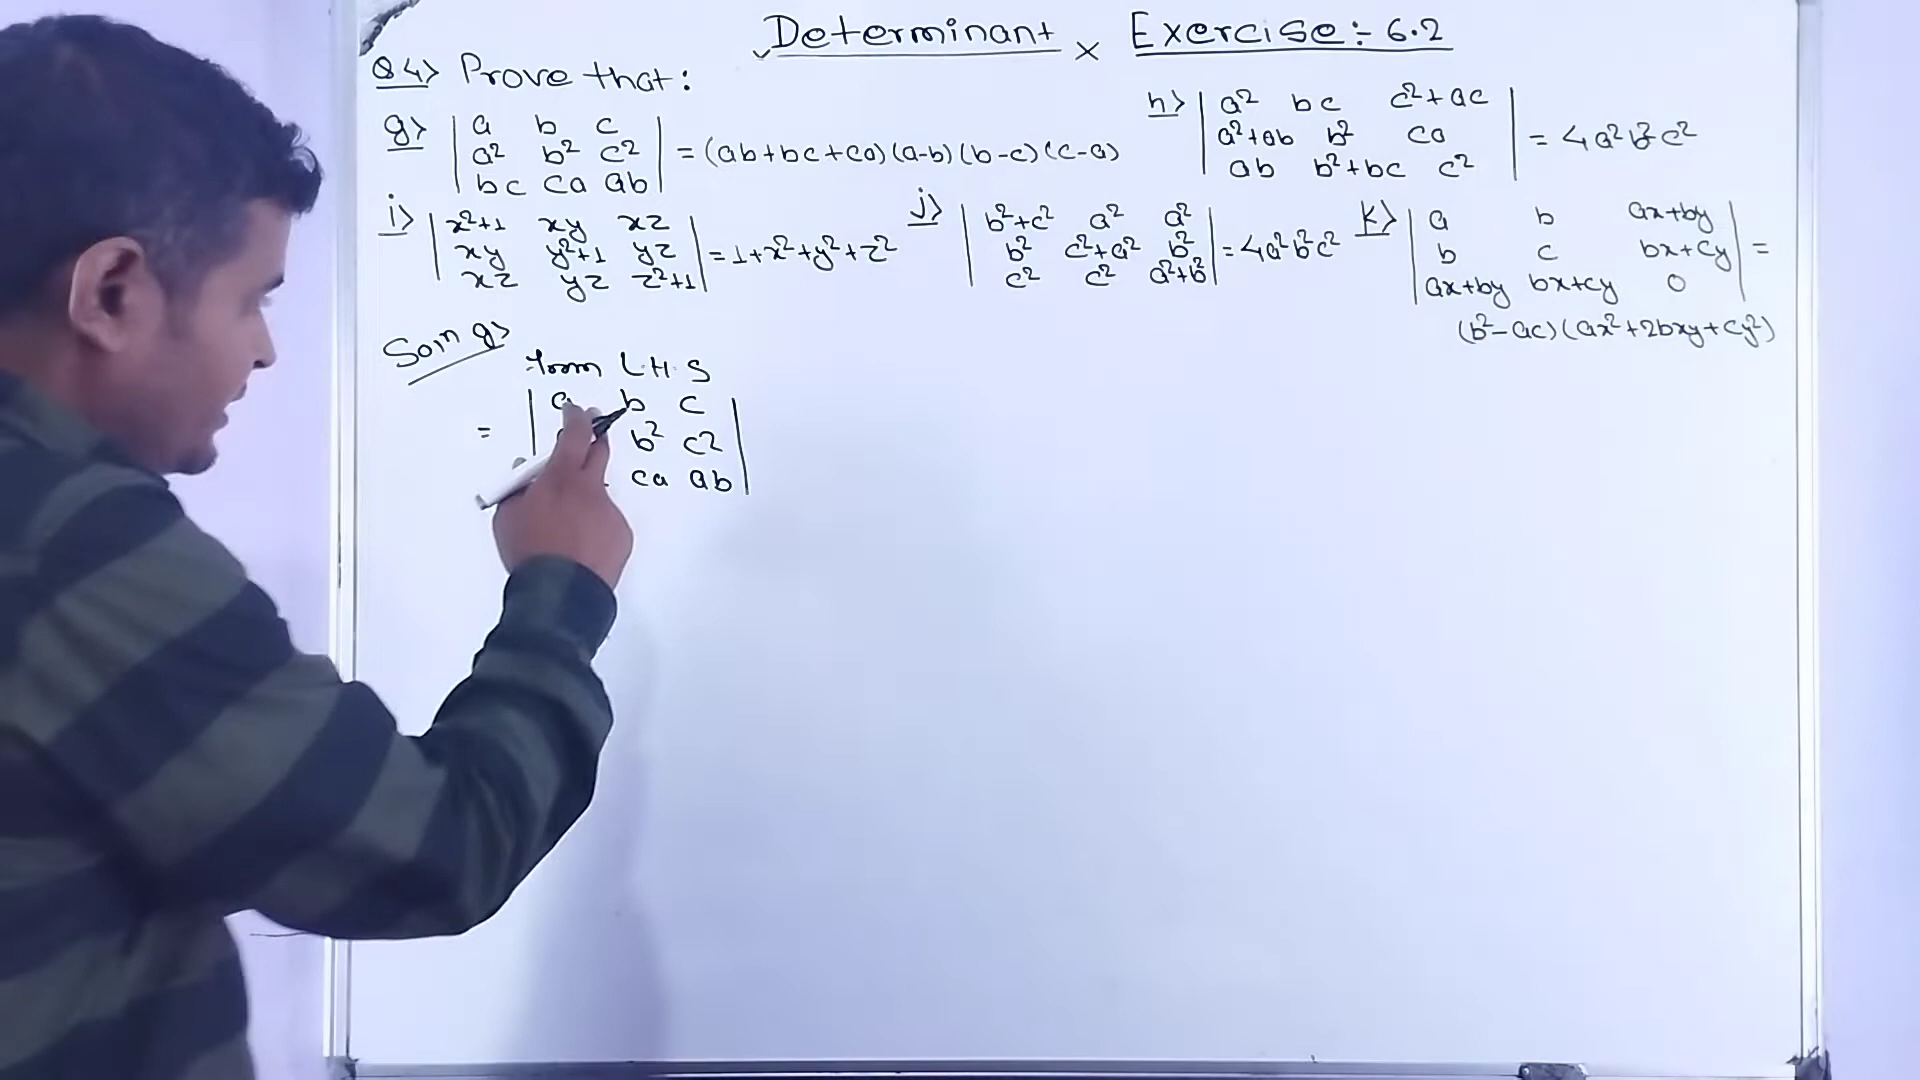 Determinant × Exercise:- 6.2
Q4> Prove that:
g> | a b c |
| a² b² c² | = (ab+bc+ca)(a-b)(b-c)(c-a)
| bc ca ab |
h> | a² bc c²+ac |
| a²+ab b² ca | = 4a²b²c²
| ab b²+bc c² |
i> | x²+1 xy xz |
| xy y²+1 yz | = 1+x²+y²+z²
| xz yz z²+1 |
j> | b²+c² a² a² |
| b² c²+a² b² | = 4a²b²c²
| c² c² a²+b² |
k> | a b ax+by |
| b c bx+cy | =
| ax+by bx+cy 0 |
(b²-ac)(ax²+2bxy+cy²)
Soln g>
from L.H.S
| a b c |
= | b² c2 |
ca ab |